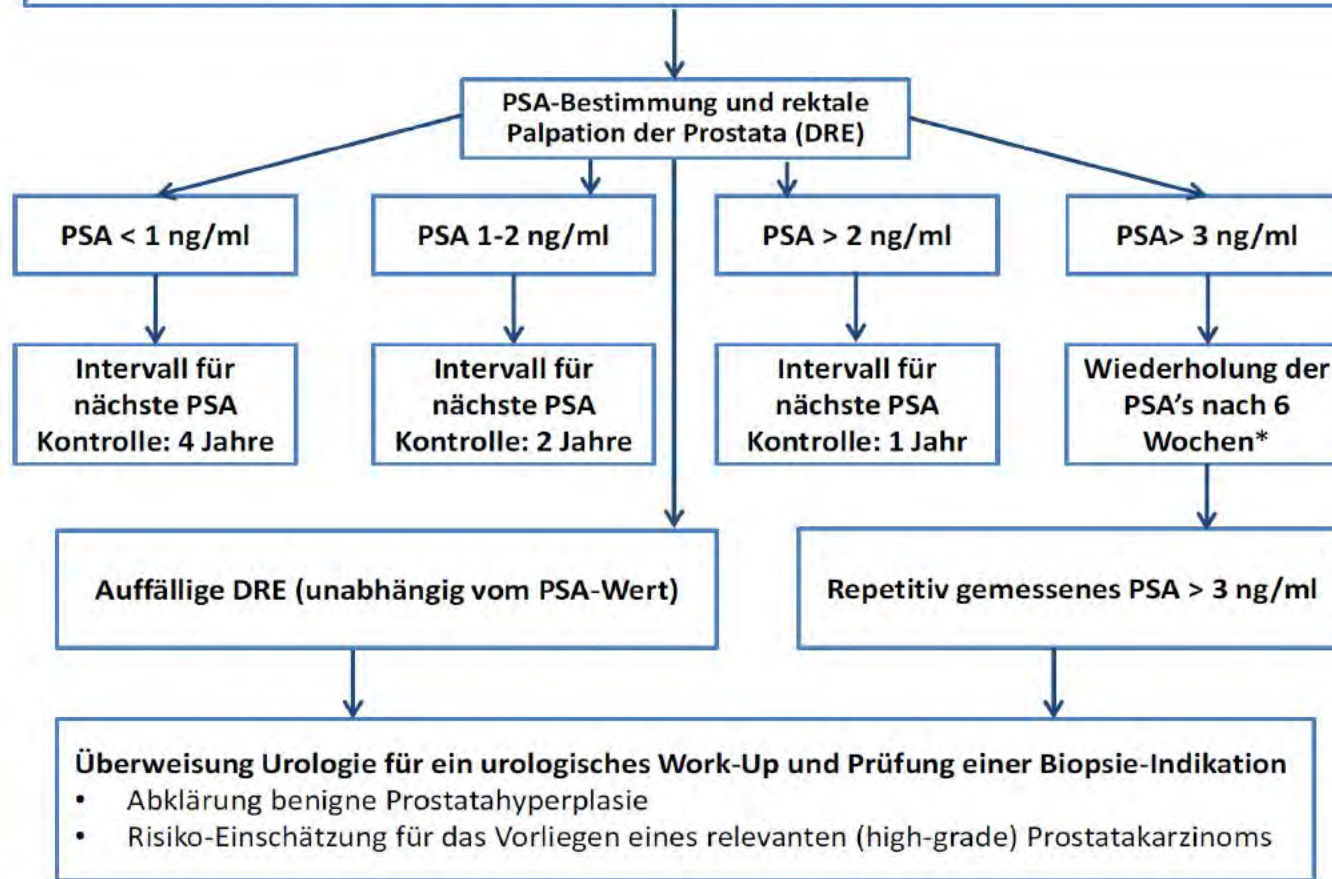 PSA-Bestimmung und rektale
Palpation der Prostata (DRE)
PSA < 1 ng/ml
PSA 1-2 ng/ml
PSA > 2 ng/ml
PSA> 3 ng/ml
Intervall für
nächste PSA
Kontrolle: 4 Jahre
Intervall für
nächste PSA
Kontrolle: 2 Jahre
Intervall für
nächste PSA
Kontrolle: 1 Jahr
Wiederholung der
PSA’s nach 6
Wochen*
Auffällige DRE (unabhängig vom PSA-Wert)
Repetitiv gemessenes PSA > 3 ng/ml
Überweisung Urologie für ein urologisches Work-Up und Prüfung einer Biopsie-Indikation
• Abklärung benigne Prostatahyperplasie
• Risiko-Einschätzung für das Vorliegen eines relevanten (high-grade) Prostatakarzinoms